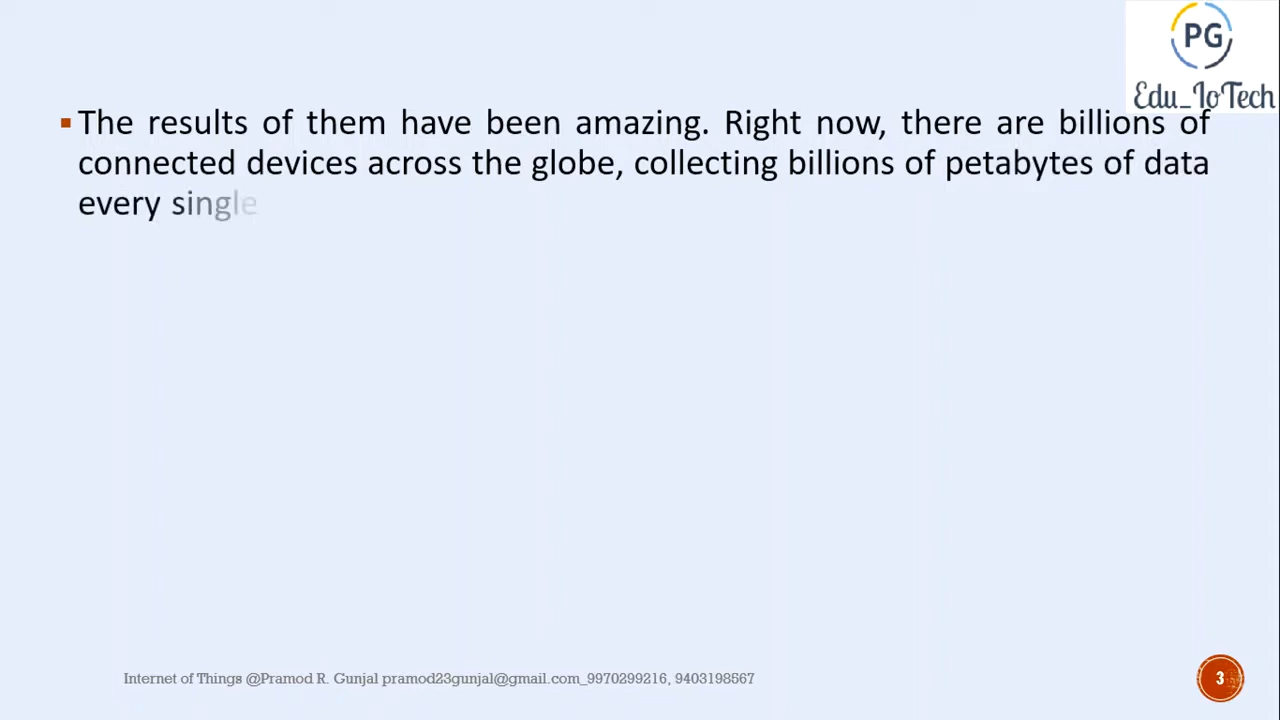 PG
Edu_IoTech
The results of them have been amazing. Right now, there are billions of
connected devices across the globe, collecting billions of petabytes of data
every single
Internet of Things @Pramod R. Gunjal pramod23gunjal@gmail.com_9970299216, 9403198567
3